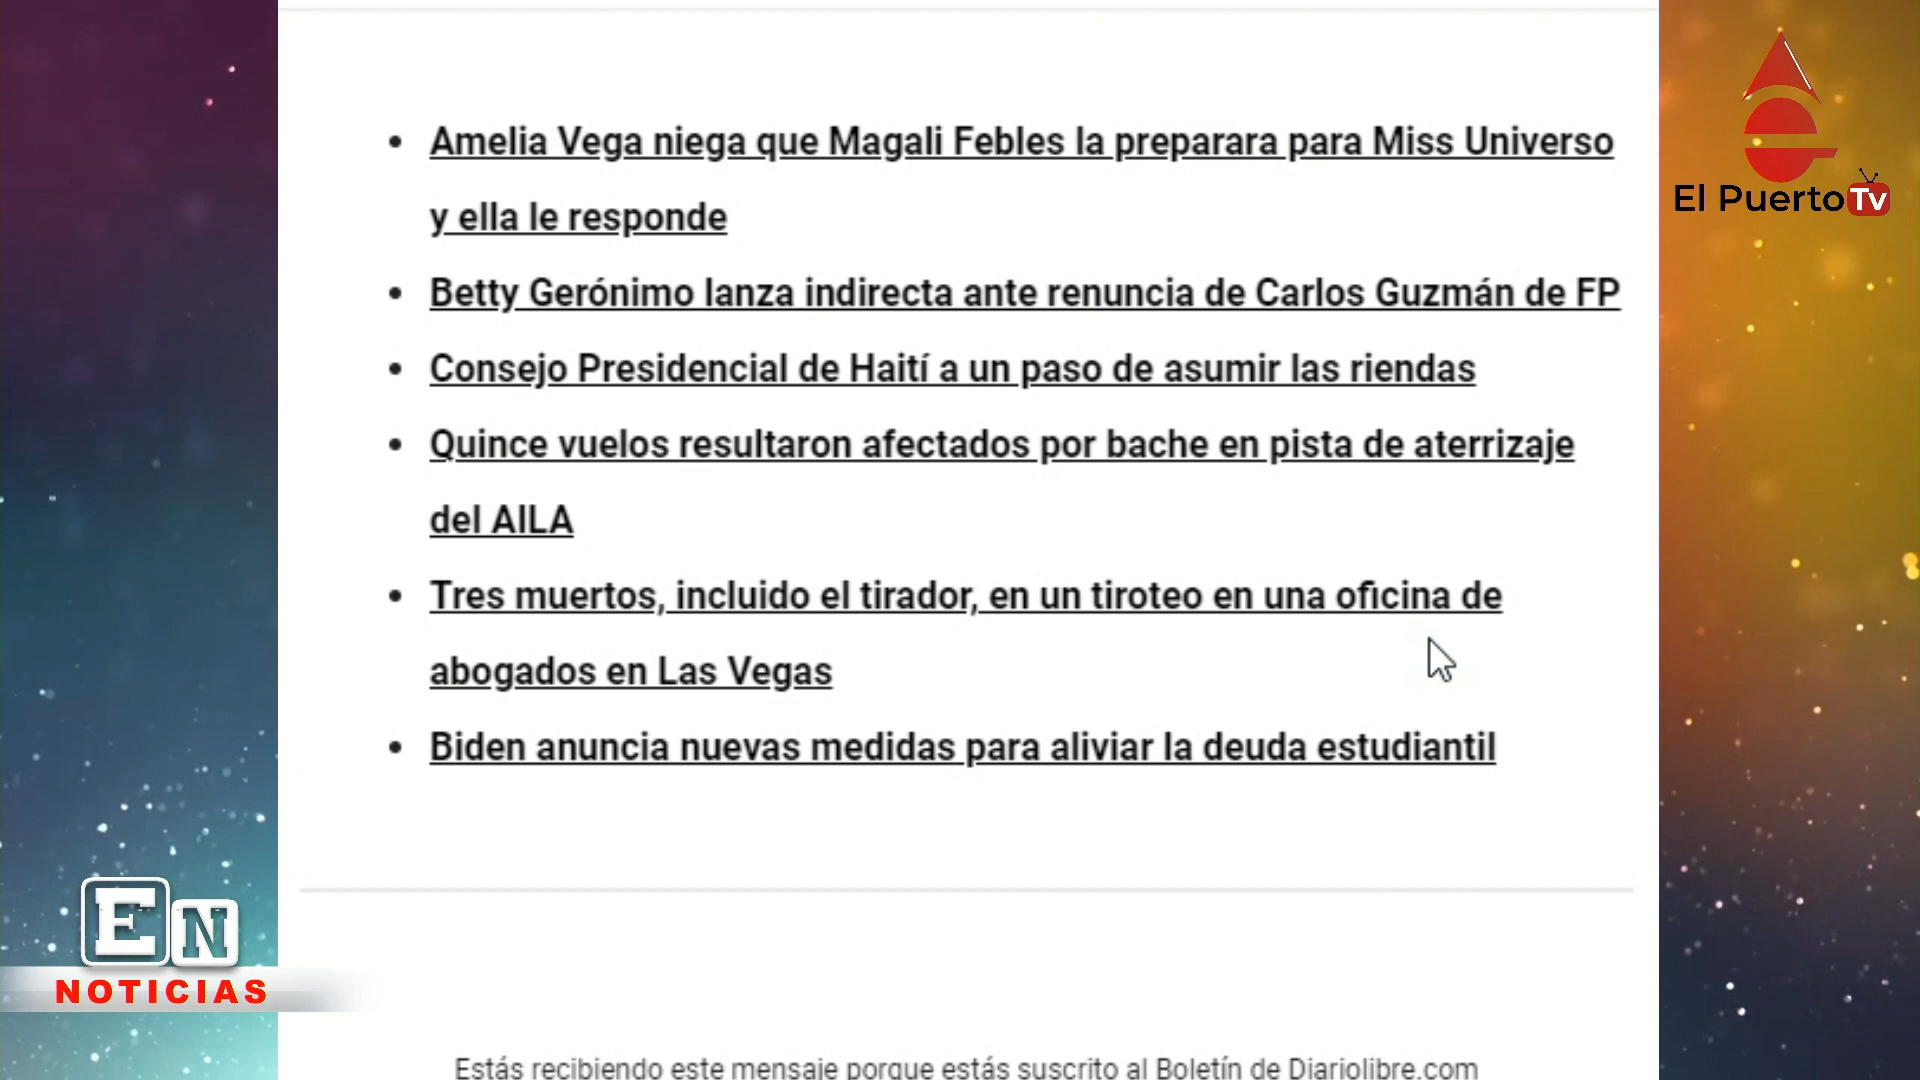 Amelia Vega niega que Magali Febles la preparara para Miss Universo
y ella le responde
Betty Gerónimo lanza indirecta ante renuncia de Carlos Guzmán de FP
Consejo Presidencial de Haití a un paso de asumir las riendas
Quince vuelos resultaron afectados por bache en pista de aterrizaje
del AILA
Tres muertos, incluido el tirador, en un tiroteo en una oficina de
abogados en Las Vegas
Biden anuncia nuevas medidas para aliviar la deuda estudiantil
Estás recibiendo este mensaje porque estás suscrito al Boletín de Diariolibre.com
El Puerto Tv
EN
NOTICIAS